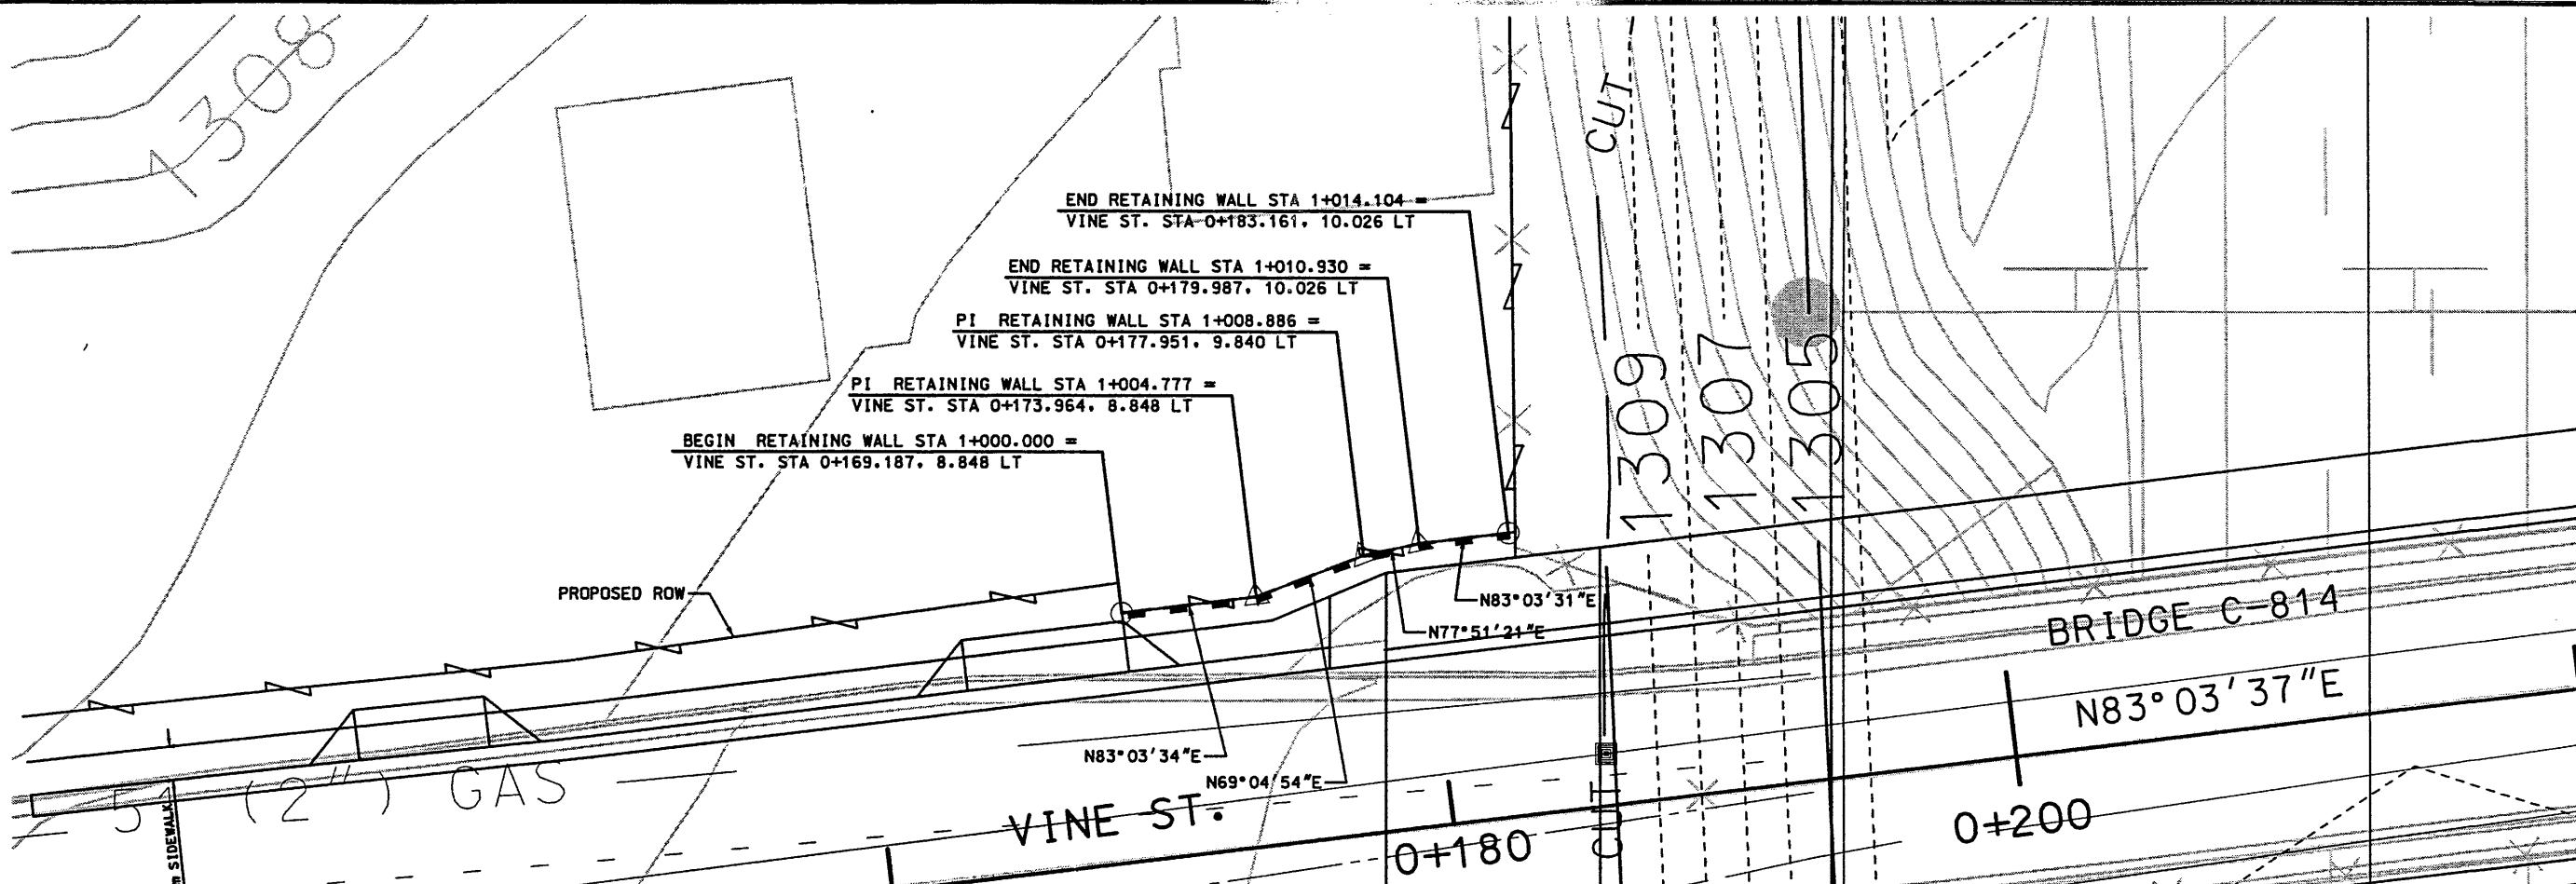 1308
CUT
END RETAINING WALL STA 1+014.104 =
VINE ST. STA 0+183.161, 10.026 LT
END RETAINING WALL STA 1+010.930 =
VINE ST. STA 0+179.987, 10.026 LT
PI RETAINING WALL STA 1+008.886 =
VINE ST. STA 0+177.951, 9.840 LT
PI RETAINING WALL STA 1+004.777 =
VINE ST. STA 0+173.964, 8.848 LT
BEGIN RETAINING WALL STA 1+000.000 =
VINE ST. STA 0+169.187, 8.848 LT
1309
1307
1305
PROPOSED ROW
N83°03'31"E
N77°51'21"E
BRIDGE C-814
N83°03'37"E
N83°03'34"E
N69°04'54"E
51 (2") GAS
VINE ST.
0+180
CUT
0+200
m SIDEWALK